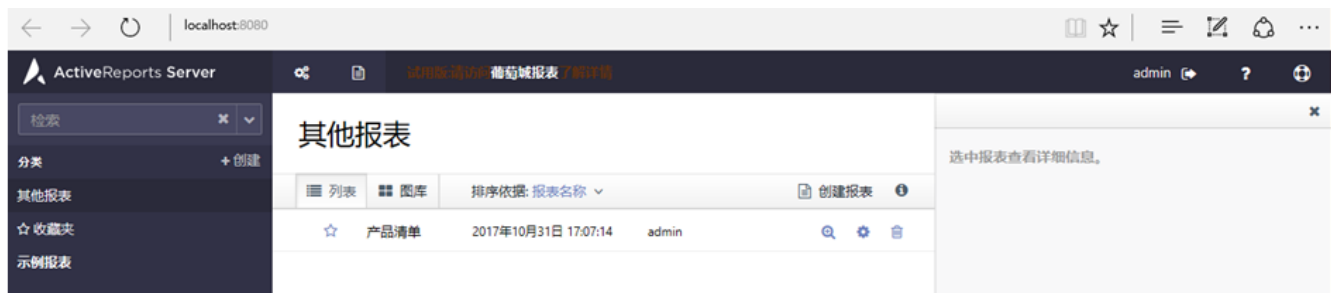 localhost:8080
ActiveReports Server
试用版请访问葡萄城报表了解详情
admin
?
检索
分类
+创建
其他报表
收藏夹
示例报表
其他报表
列表
图库
排序依据: 报表名称
创建报表
产品清单
2017年10月31日 17:07:14
admin
选中报表查看详细信息。